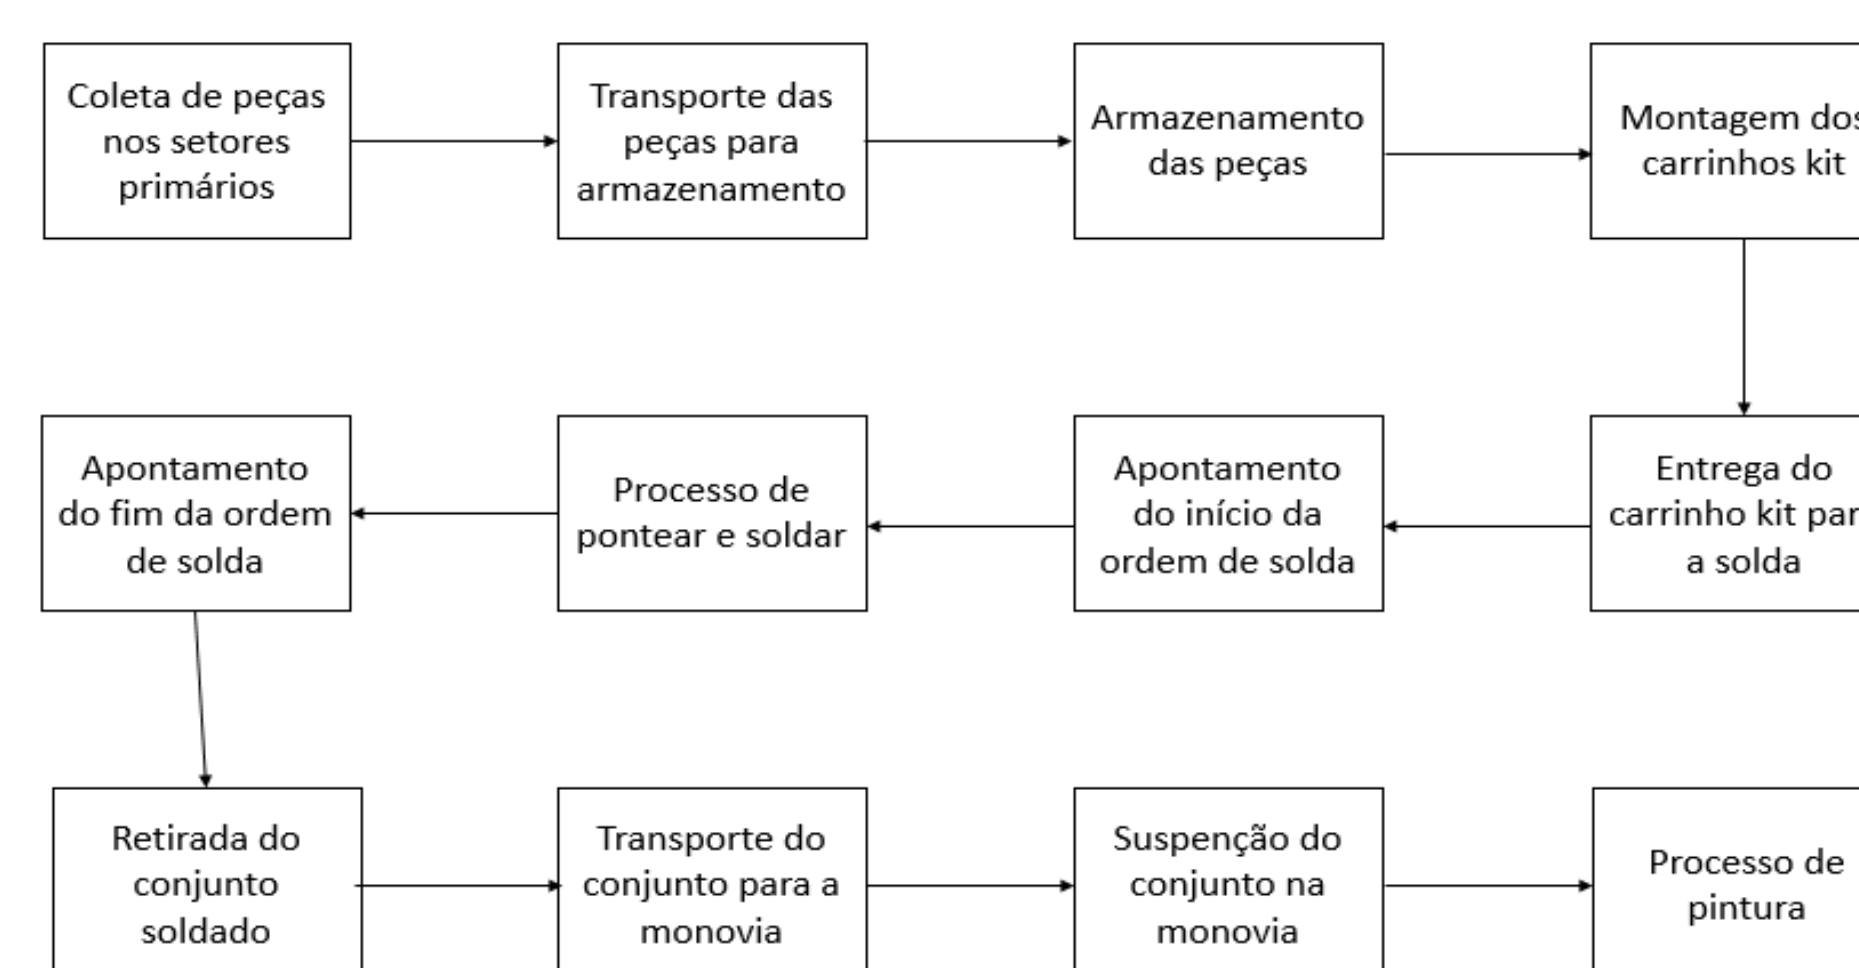 Coleta de peças
nos setores
primários
Transporte das
peças para
armazenamento
Armazenamento
das peças
Montagem dos
carrinhos kit
Apontamento
do fim da ordem
de solda
Processo de
pontear e soldar
Apontamento
do início da
ordem de solda
Entrega do
carrinho kit par
a solda
Retirada do
conjunto
soldado
Transporte do
conjunto para a
monovia
Suspenção do
conjunto na
monovia
Processo de
pintura